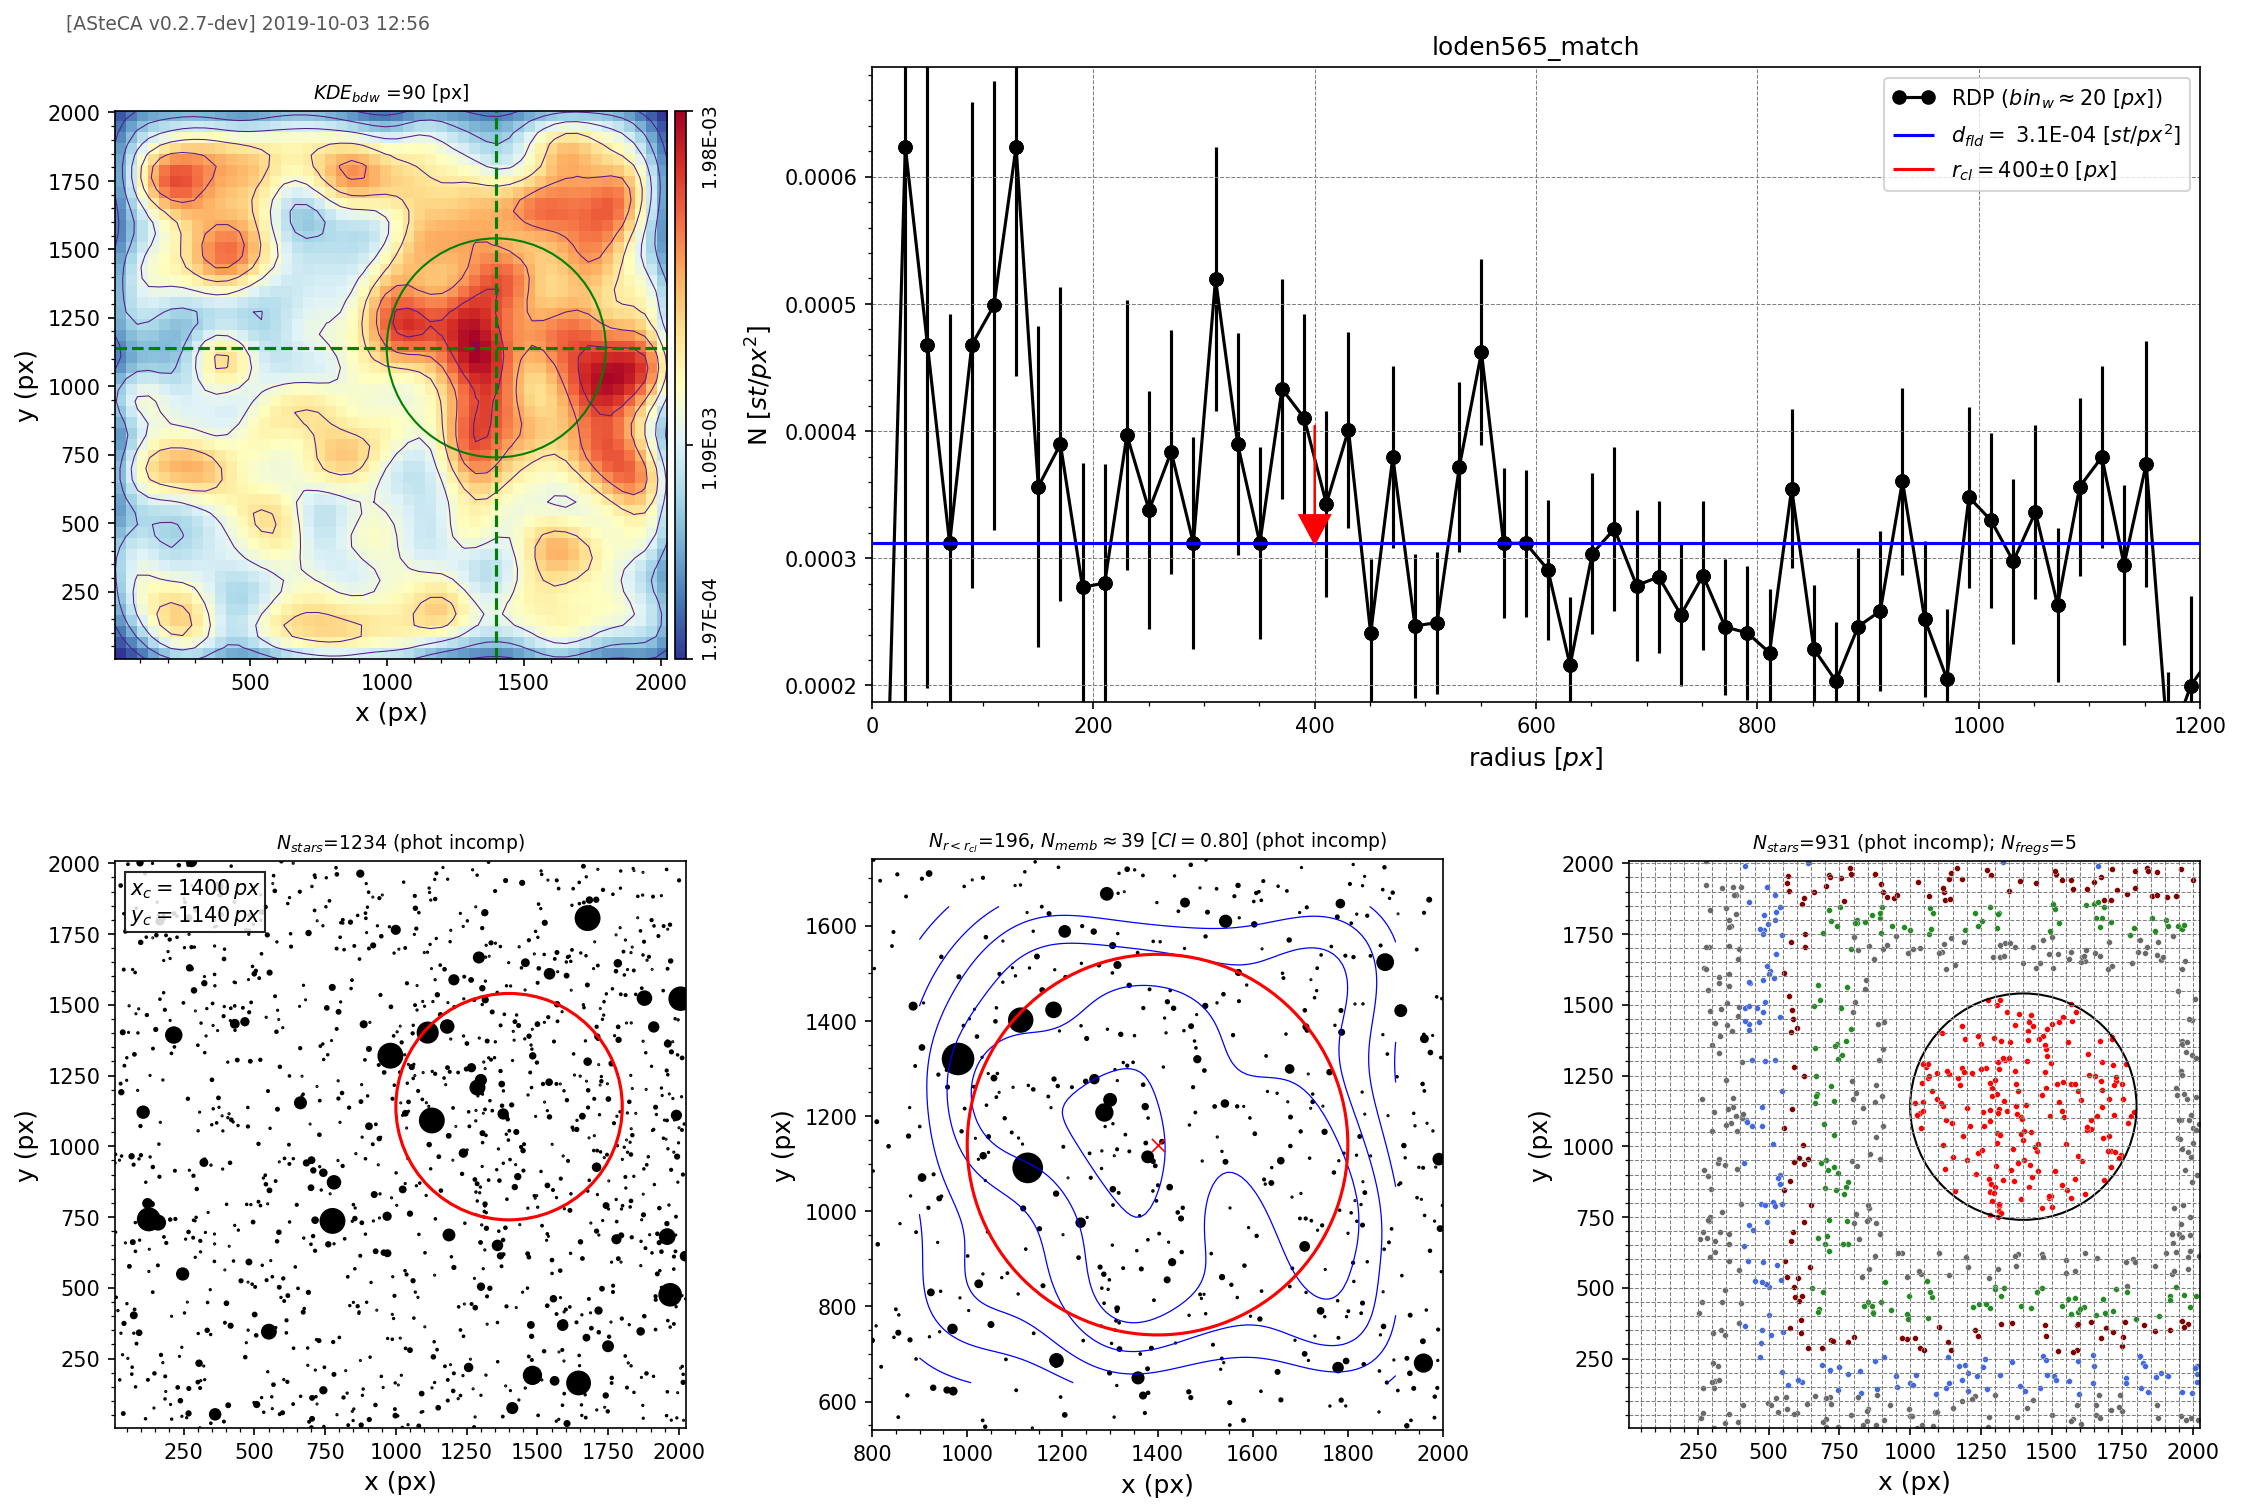 [ASteCA v0.2.7-dev] 2019-10-03 12:56
KDE_bdw =90 [px]
2000
1750
1500
1250
1000
750
500
250
y (px)
500 1000 1500 2000
x (px)
1.98E-03
1.09E-03
1.97E-04
loden565_match
RDP (bin_w ≈ 20 [px])
d_fld = 3.1E-04 [st/px²]
r_cl = 400±0 [px]
0.0006
0.0005
0.0004
0.0003
0.0002
N [st/px²]
0 200 400 600 800 1000 1200
radius [px]
N_stars=1234 (phot incomp)
x_c = 1400 px
y_c = 1140 px
2000
1750
1500
1250
1000
750
500
250
y (px)
250 500 750 1000 1250 1500 1750 2000
x (px)
N_r<r_cl=196, N_memb ≈ 39 [CI = 0.80] (phot incomp)
1600
1400
1200
1000
800
600
y (px)
800 1000 1200 1400 1600 1800 2000
x (px)
N_stars=931 (phot incomp); N_fregs=5
2000
1750
1500
1250
1000
750
500
250
y (px)
250 500 750 1000 1250 1500 1750 2000
x (px)